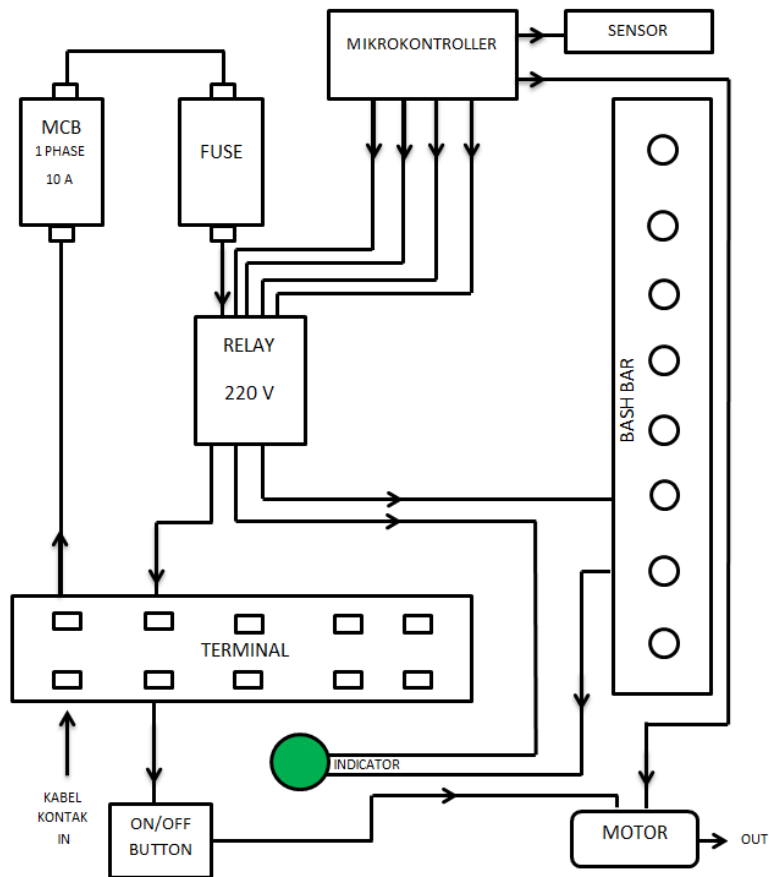 MIKROKONTROLLER
SENSOR
MCB
1 PHASE
10 A
FUSE
RELAY
220 V
BASH BAR
TERMINAL
INDICATOR
KABEL
KONTAK
IN
ON/OFF
BUTTON
MOTOR
OUT